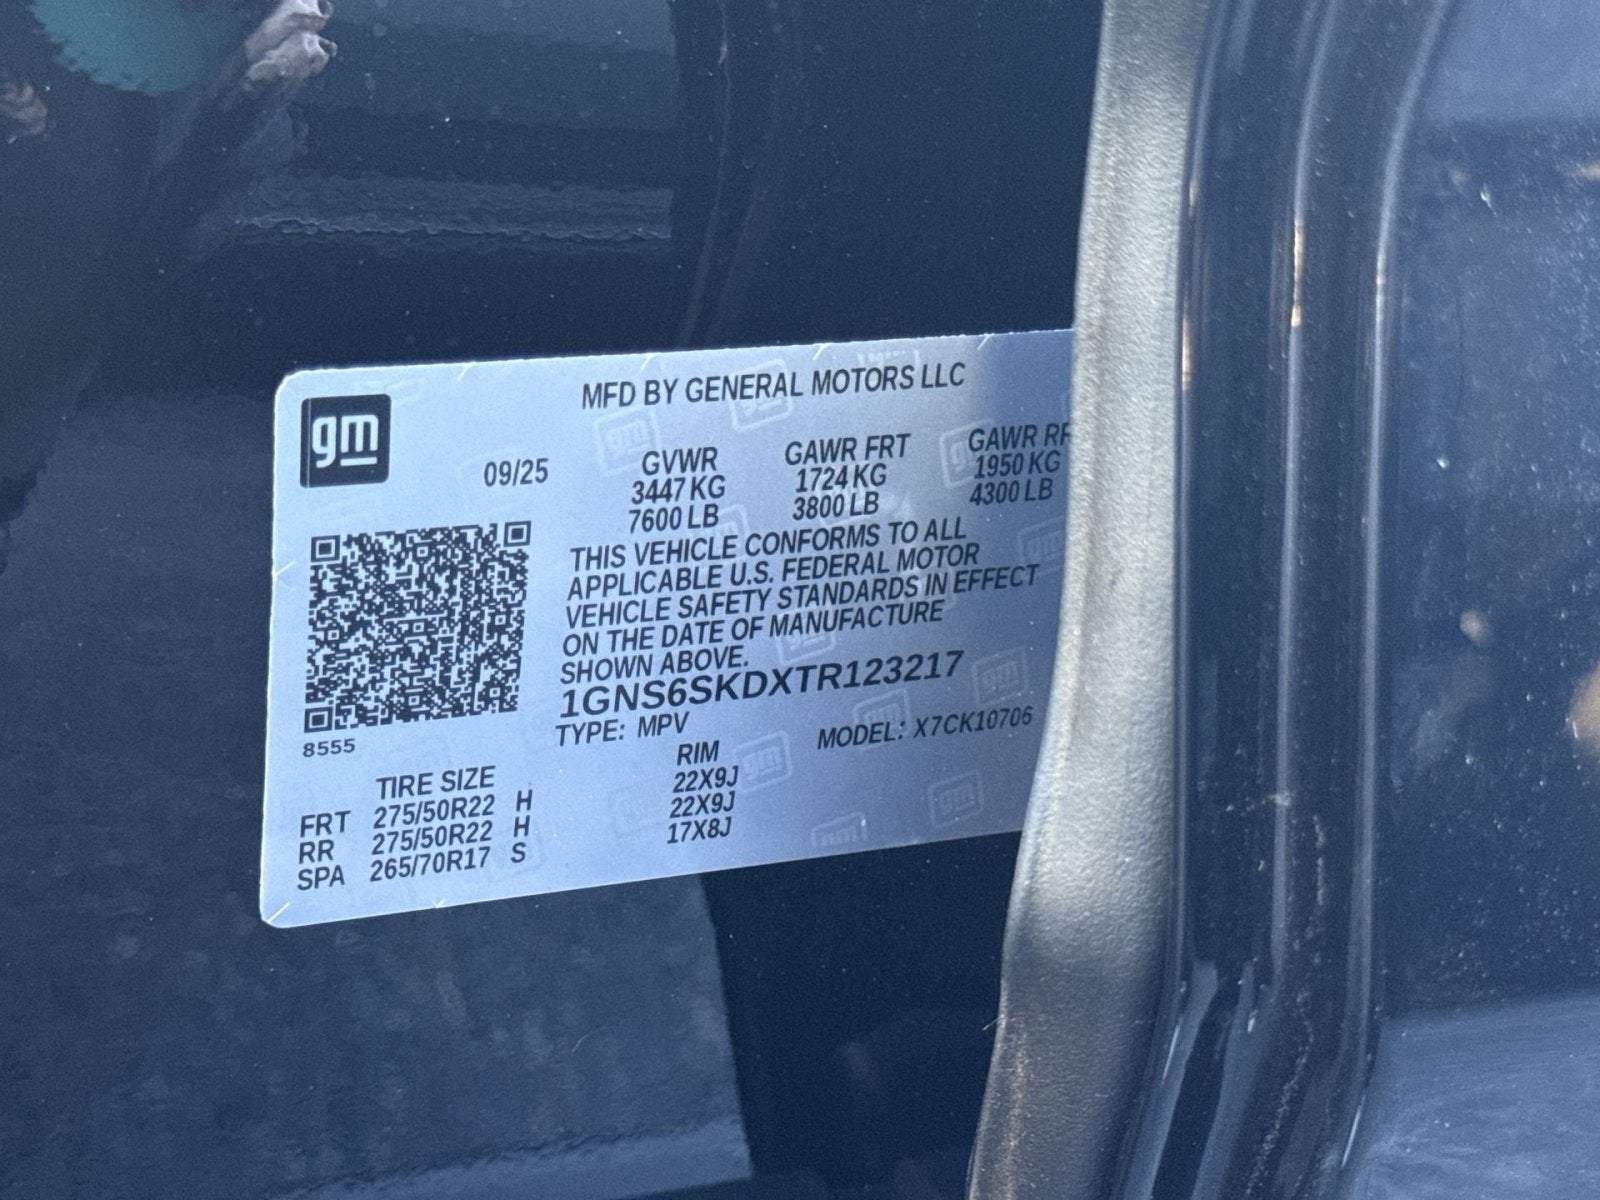 gm
MFD BY GENERAL MOTORS LLC
09/25
GVWR GAWR FRT GAWR RR
3447 KG 1724 KG 1950 KG
7600 LB 3800 LB 4300 LB
THIS VEHICLE CONFORMS TO ALL
APPLICABLE U.S. FEDERAL MOTOR
VEHICLE SAFETY STANDARDS IN EFFECT
ON THE DATE OF MANUFACTURE
SHOWN ABOVE.
1GNS6SKDXTR123217
TYPE: MPV MODEL: X7CK10706
8555
TIRE SIZE RIM
FRT 275/50R22 H 22X9J
RR 275/50R22 H 22X9J
SPA 265/70R17 S 17X8J